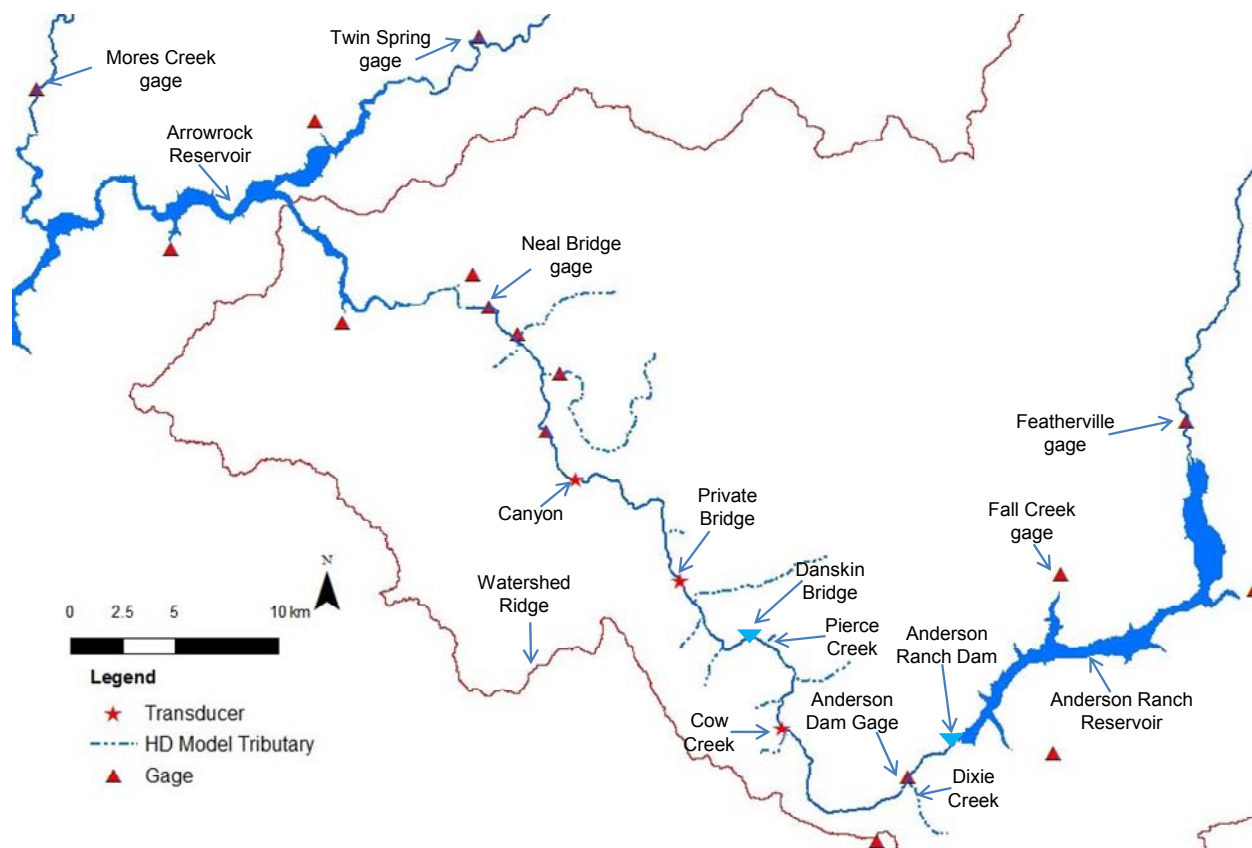 Twin Spring
gage
Mores Creek
gage
Arrowrock
Reservoir
Neal Bridge
gage
Featherville
gage
Canyon
Private
Bridge
Fall Creek
gage
Watershed
Ridge
Danskin
Bridge
Pierce
Creek
Anderson
Ranch Dam
N
0 2.5 5 10 km
Legend
Transducer
HD Model Tributary
Gage
Cow
Creek
Anderson
Dam Gage
Anderson Ranch
Reservoir
Dixie
Creek